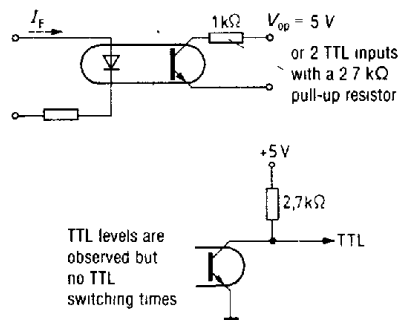 I_F
1kΩ V_op = 5 V
or 2 TTL inputs
with a 2 7 kΩ
pull-up resistor
+5 V
2,7kΩ
TTL
TTL levels are
observed but
no TTL
switching times